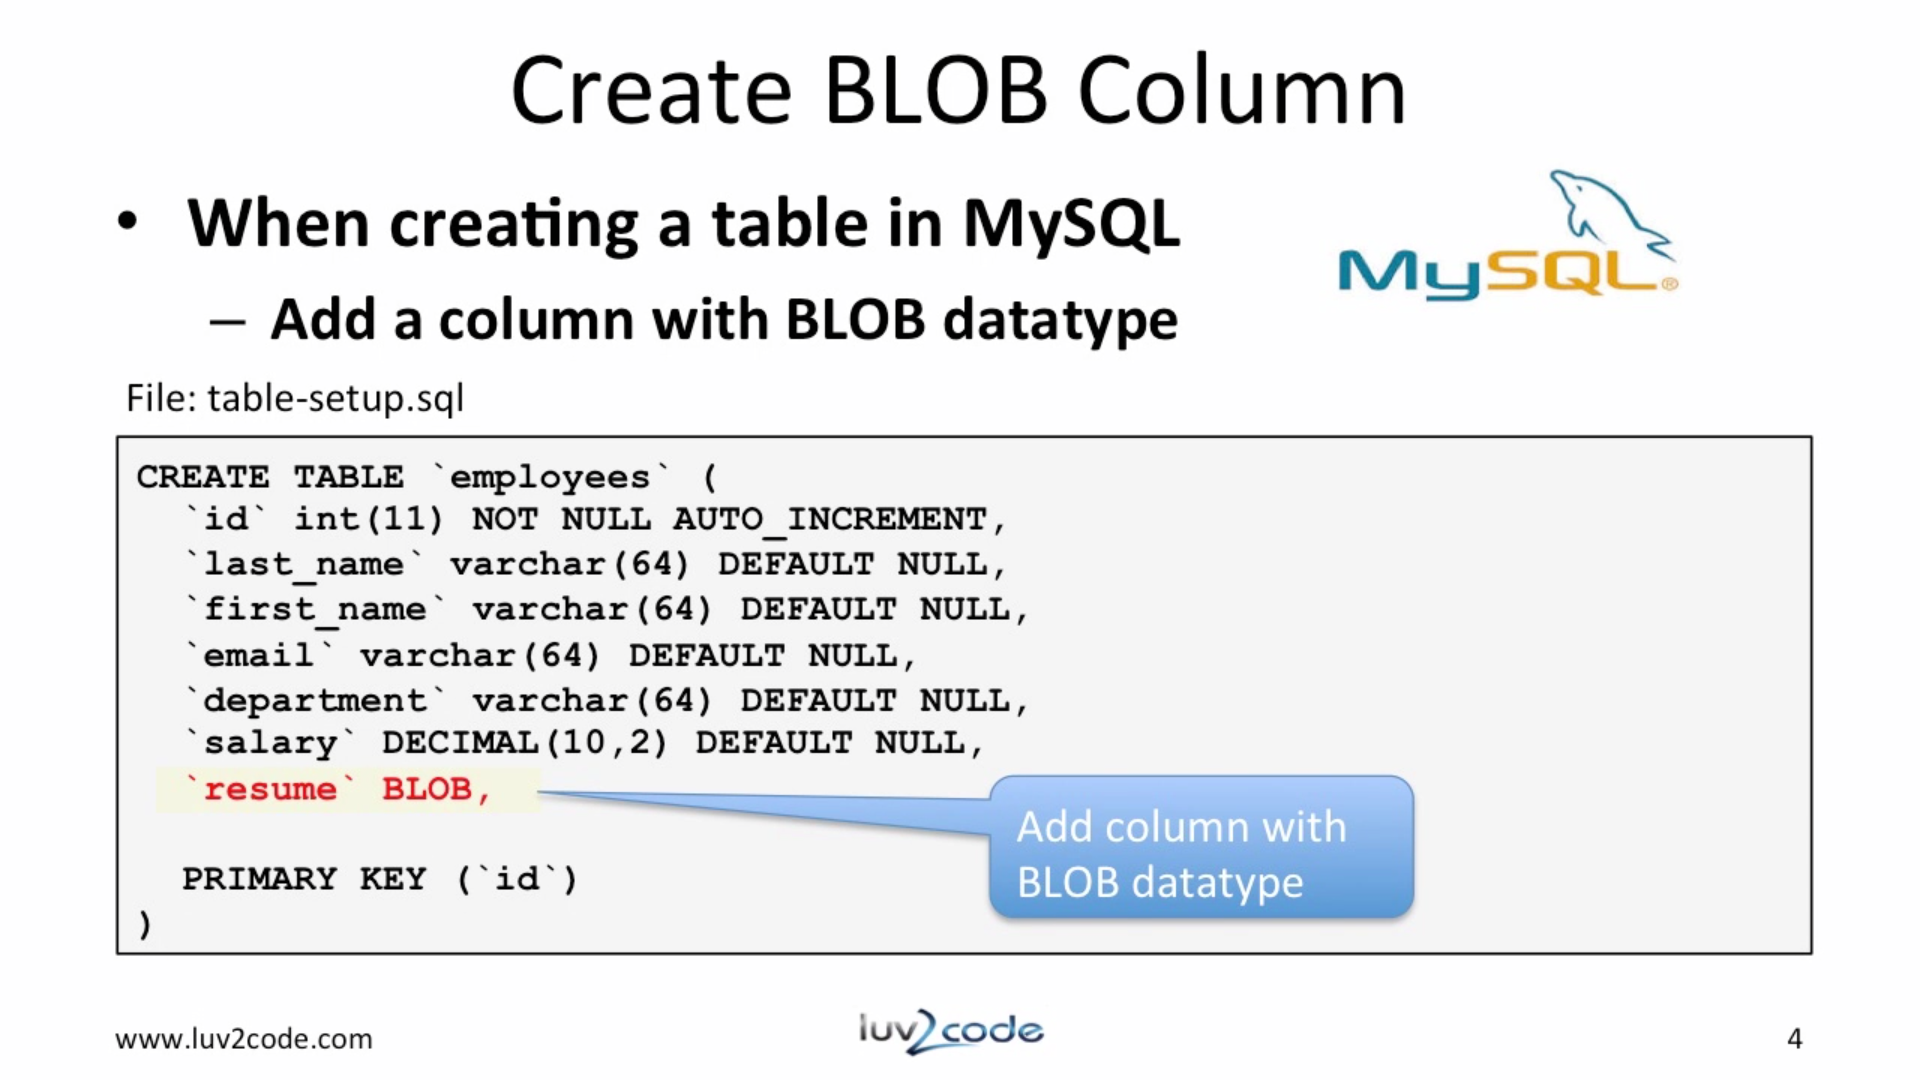 Create BLOB Column
• When creating a table in MySQL
MySQL®
– Add a column with BLOB datatype
File: table-setup.sql
CREATE TABLE `employees` (
`id` int(11) NOT NULL AUTO_INCREMENT,
`last_name` varchar(64) DEFAULT NULL,
`first_name` varchar(64) DEFAULT NULL,
`email` varchar(64) DEFAULT NULL,
`department` varchar(64) DEFAULT NULL,
`salary` DECIMAL(10,2) DEFAULT NULL,
`resume` BLOB,
Add column with
BLOB datatype
PRIMARY KEY (`id`)
)
www.luv2code.com
luv2code
4